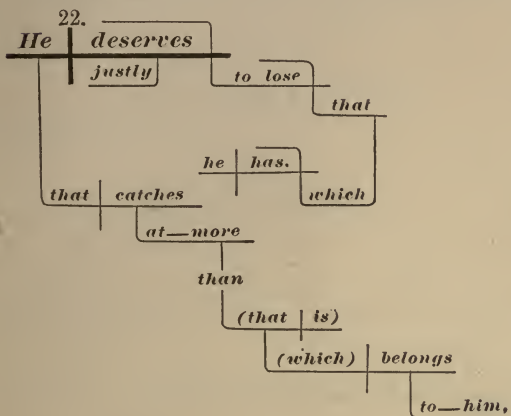 22.
He deserves
justly
to lose
that
he has.
which
that catches
at—more
than
(that is)
(which) belongs
to—him,